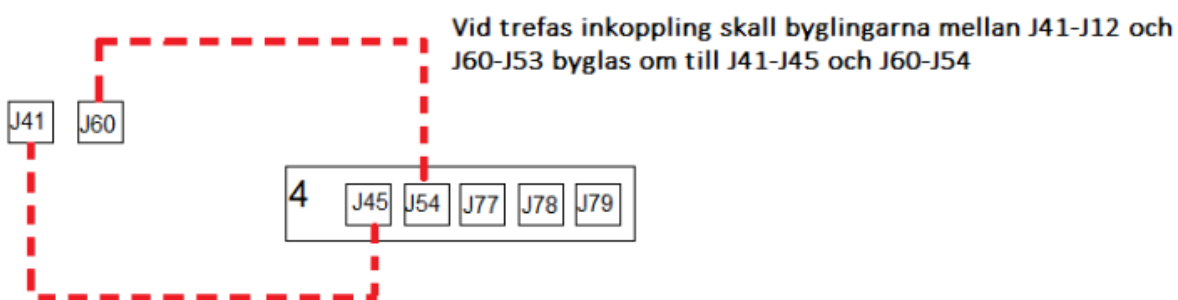 Vid trefas inkoppling skall byglingarna mellan J41-J12 och
J60-J53 byglas om till J41-J45 och J60-J54
J41 J60
4 J45 J54 J77 J78 J79